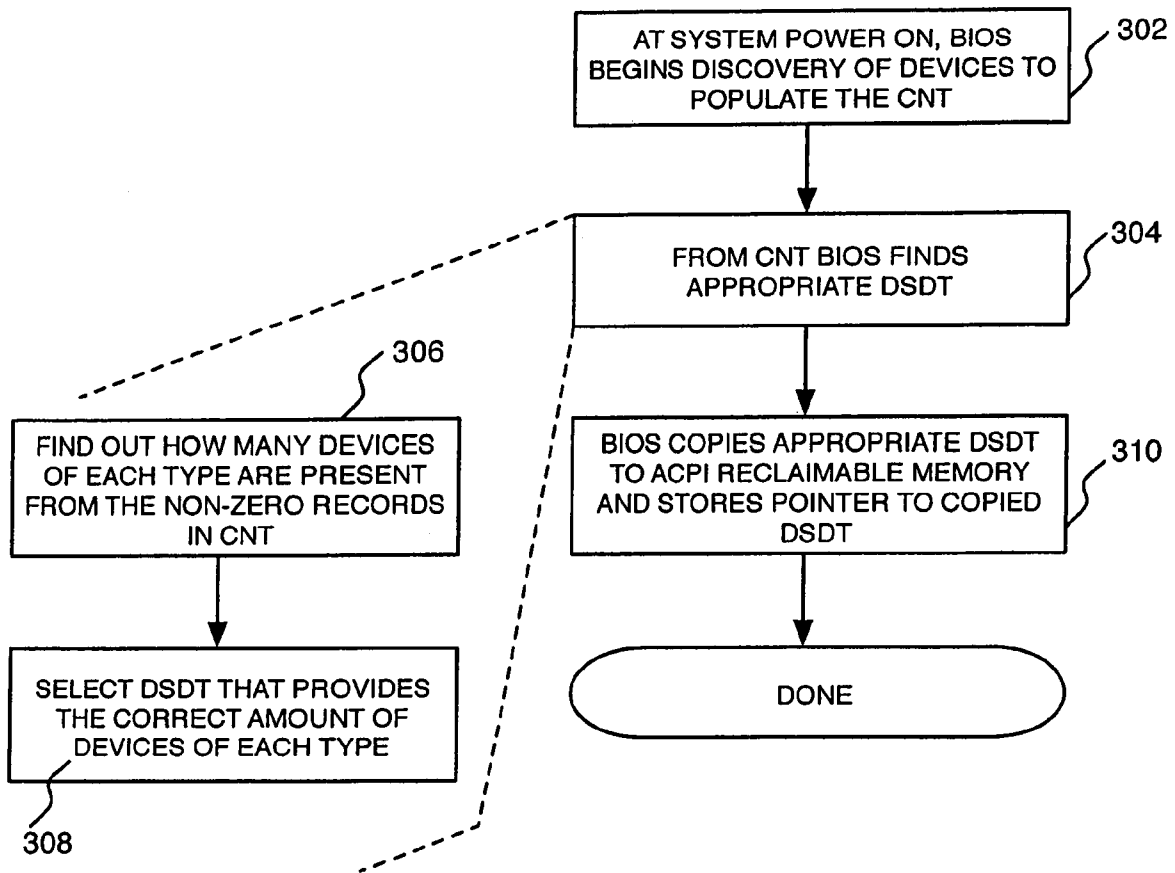 AT SYSTEM POWER ON, BIOS
BEGINS DISCOVERY OF DEVICES TO
POPULATE THE CNT
302
FROM CNT BIOS FINDS
APPROPRIATE DSDT
304
306
FIND OUT HOW MANY DEVICES
OF EACH TYPE ARE PRESENT
FROM THE NON-ZERO RECORDS
IN CNT
BIOS COPIES APPROPRIATE DSDT
TO ACPI RECLAIMABLE MEMORY
AND STORES POINTER TO COPIED
DSDT
310
SELECT DSDT THAT PROVIDES
THE CORRECT AMOUNT OF
DEVICES OF EACH TYPE
308
DONE